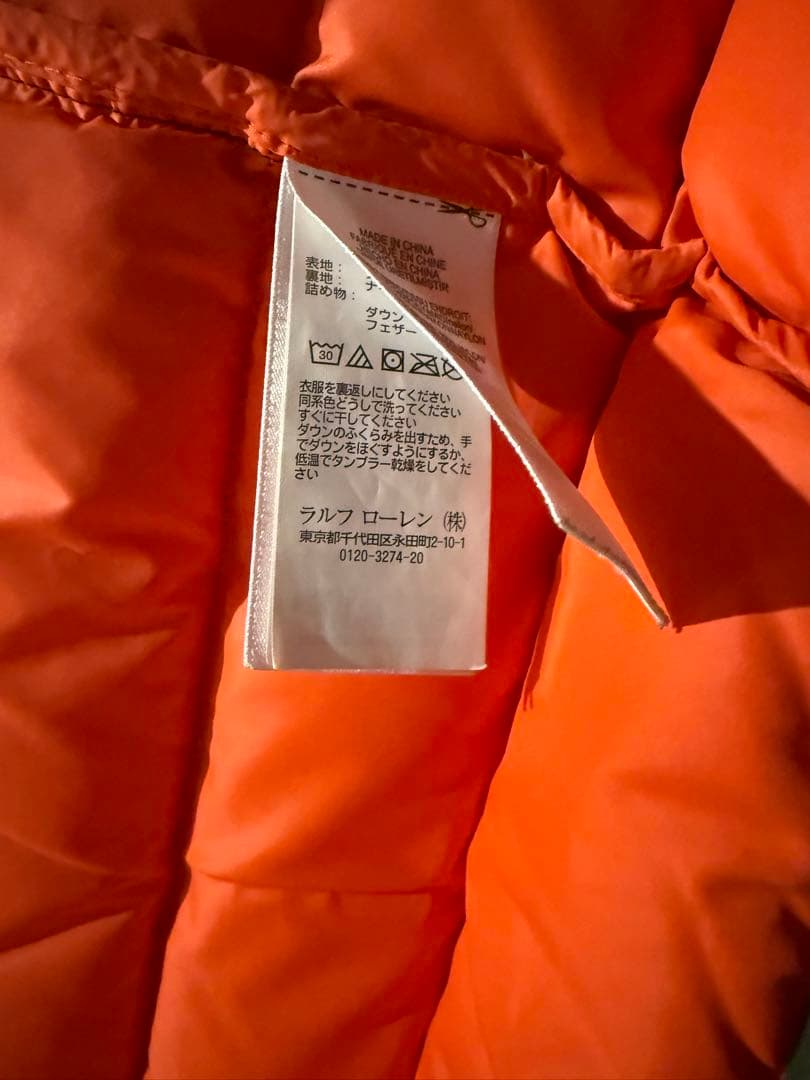 MADE IN CHINA
FABRIQUÉ EN CHINE
EN CHINA
表地：
裏地：
詰め物：
ダウン
フェザー
30
衣服を裏返しにしてください
同系色どうしで洗ってください
すぐに干してください
ダウンのふくらみを出すため、手
でダウンをほぐすようにするか、
低温でタンブラー乾燥をしてくだ
さい
ラルフ ローレン（株）
東京都千代田区永田町2-10-1
0120-3274-20